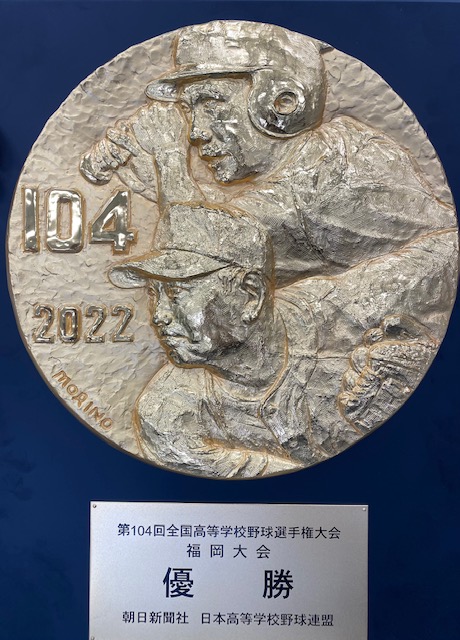 104
2022
MORINO
第104回全国高等学校野球選手権大会
福岡大会
優 勝
朝日新聞社 日本高等学校野球連盟